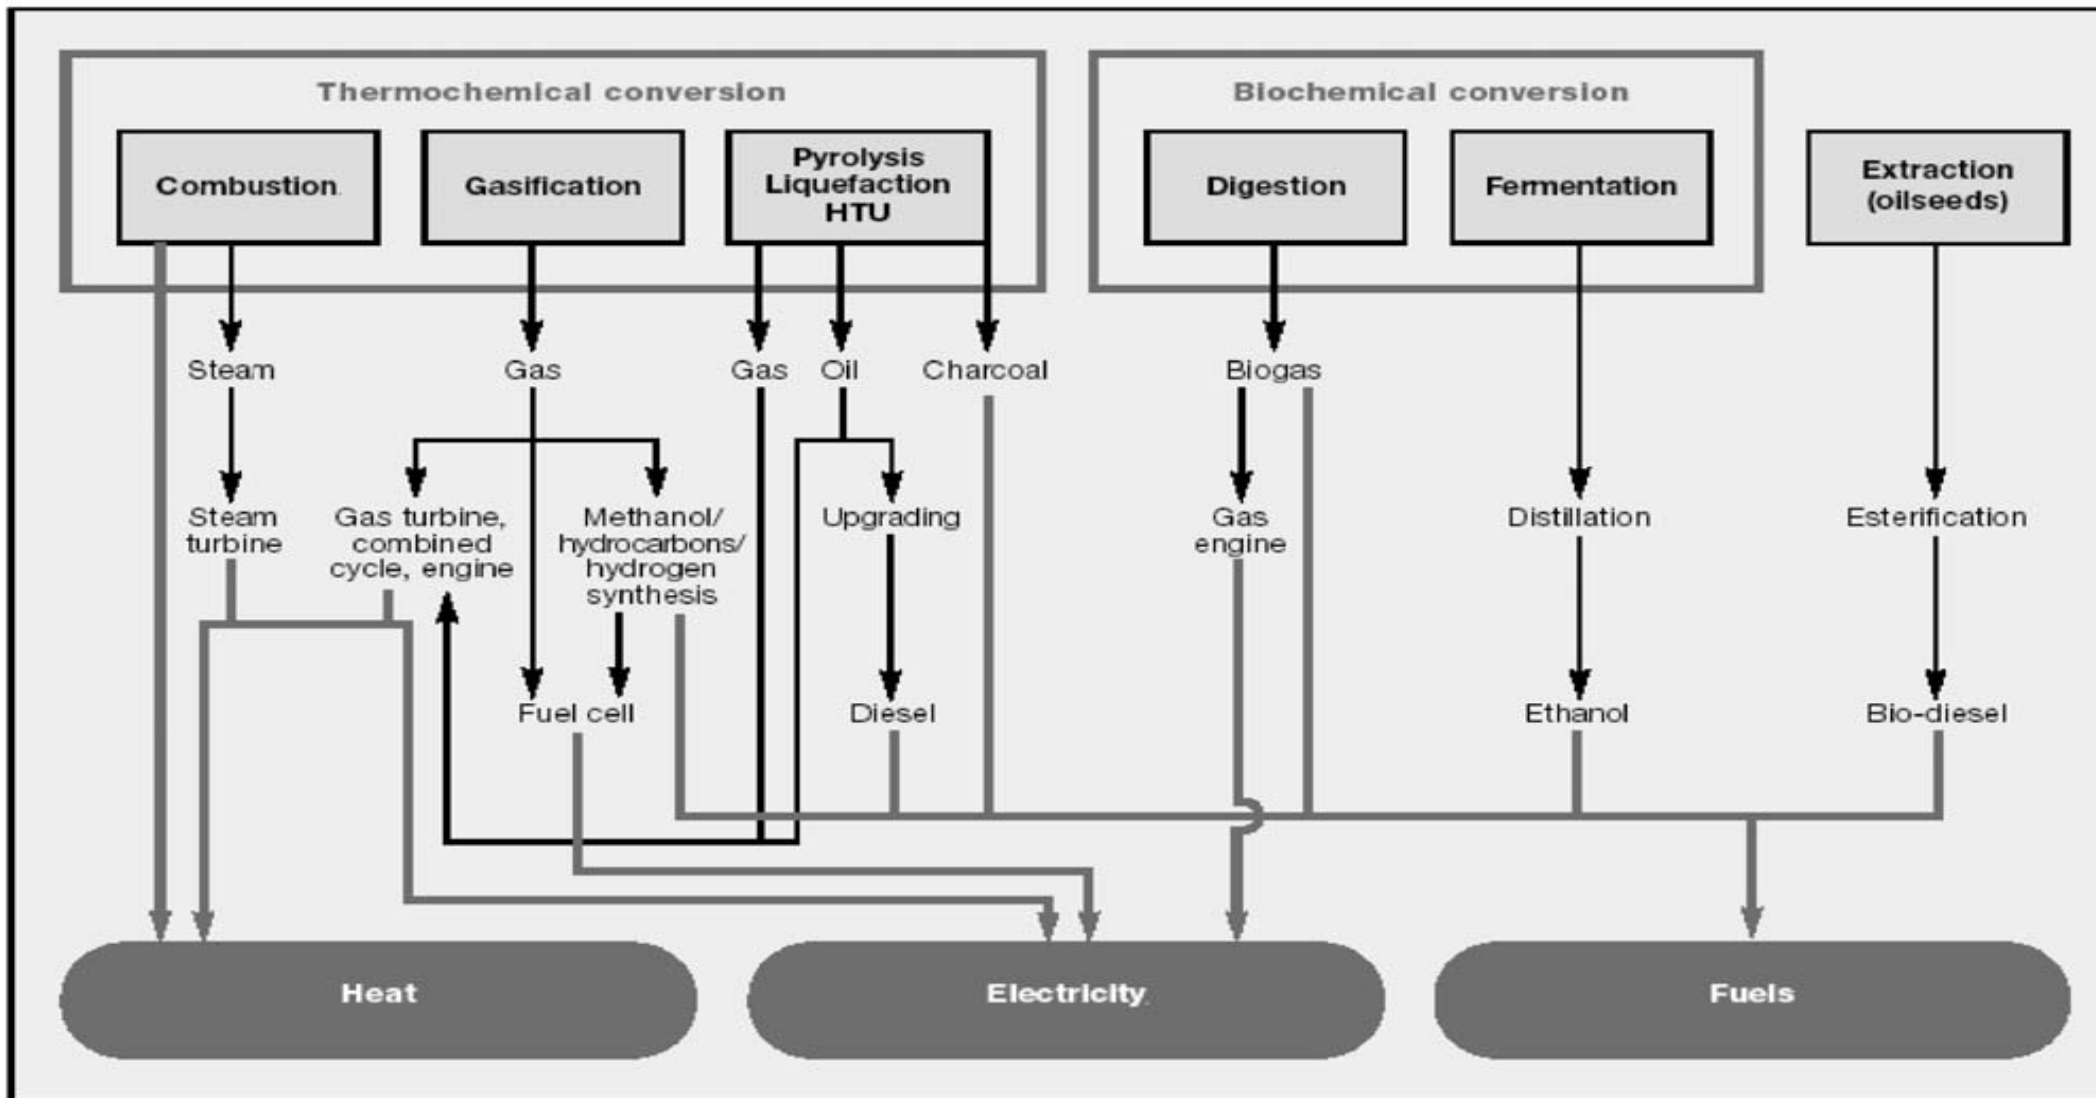 Thermochemical conversion
Biochemical conversion
Combustion
Gasification
Pyrolysis
Liquefaction
HTU
Digestion
Fermentation
Extraction
(oilseeds)
Steam
Gas
Gas
Oil
Charcoal
Biogas
Steam
turbine
Gas turbine,
combined
cycle, engine
Methanol/
hydrocarbons/
hydrogen
synthesis
Upgrading
Gas
engine
Distillation
Esterification
Fuel cell
Diesel
Ethanol
Bio-diesel
Heat
Electricity
Fuels